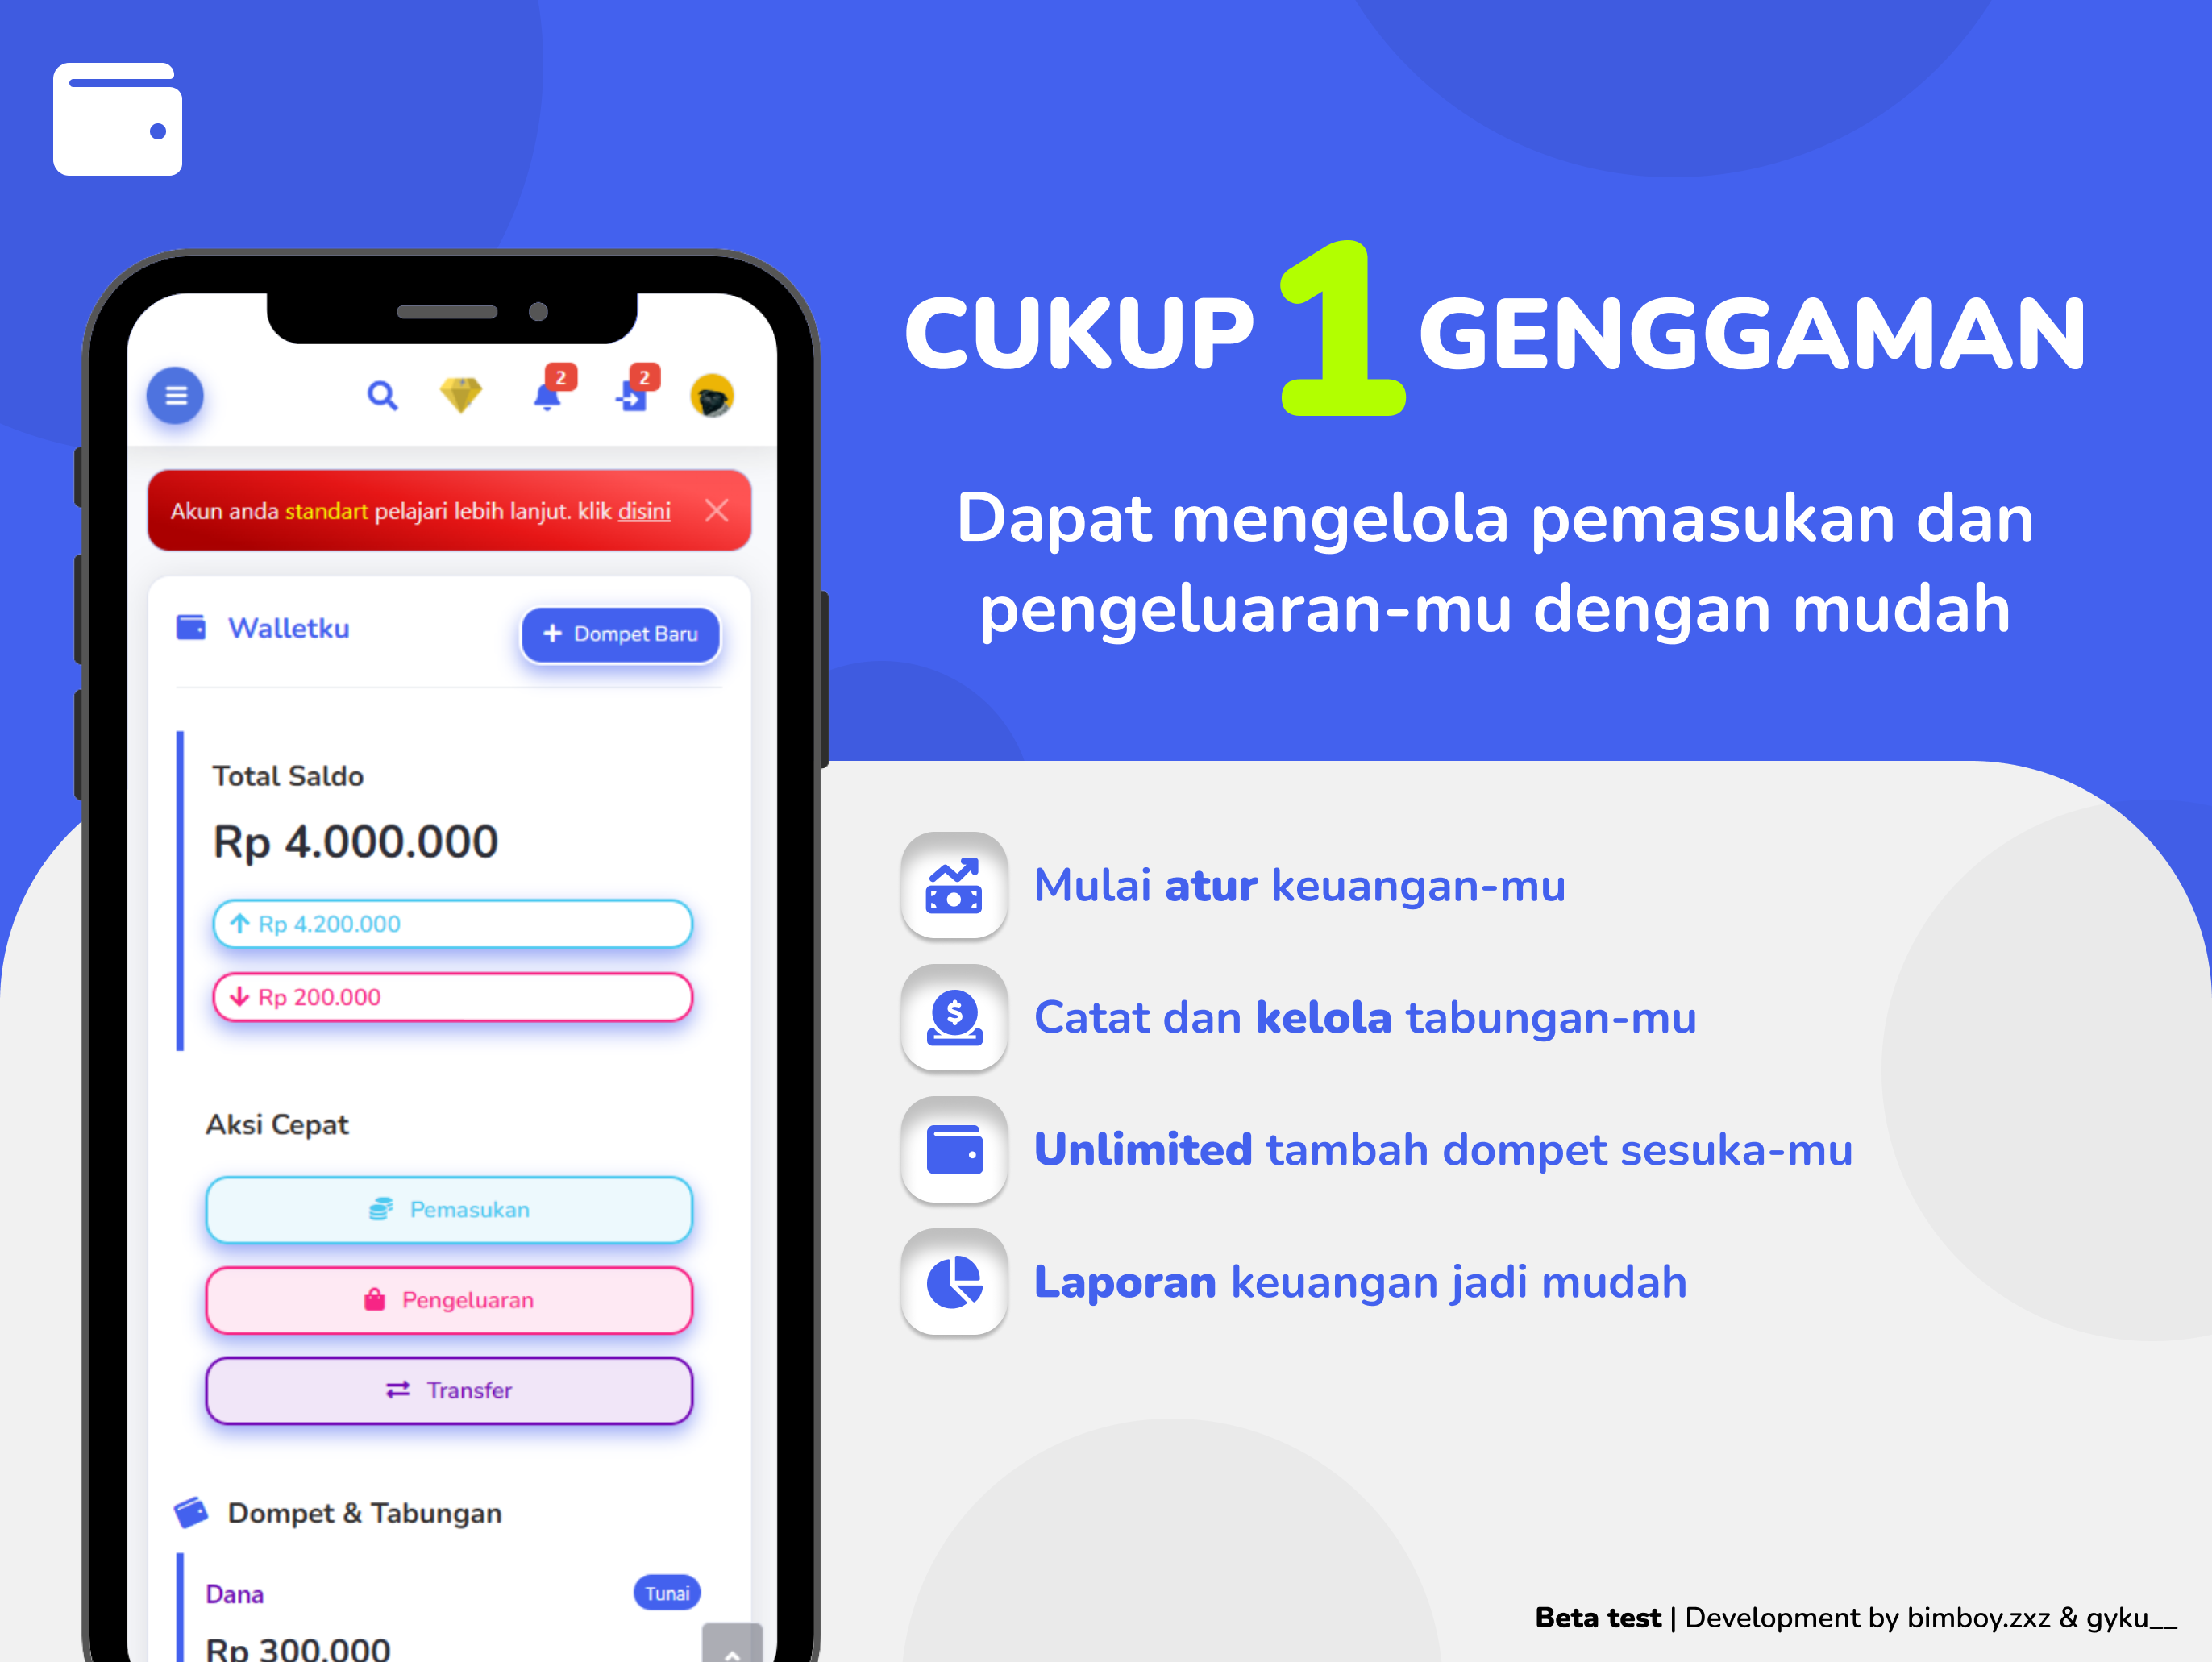 CUKUP 1 GENGGAMAN
Dapat mengelola pemasukan dan
pengeluaran-mu dengan mudah
2
2
Akun anda standart pelajari lebih lanjut. klik disini
Walletku
Dompet Baru
Total Saldo
Rp 4.000.000
Rp 4.200.000
Rp 200.000
Aksi Cepat
Pemasukan
Pengeluaran
Transfer
Dompet & Tabungan
Dana
Tunai
Rp 300.000
Mulai atur keuangan-mu
Catat dan kelola tabungan-mu
Unlimited tambah dompet sesuka-mu
Laporan keuangan jadi mudah
Beta test | Development by bimboy.zxz & gyku__